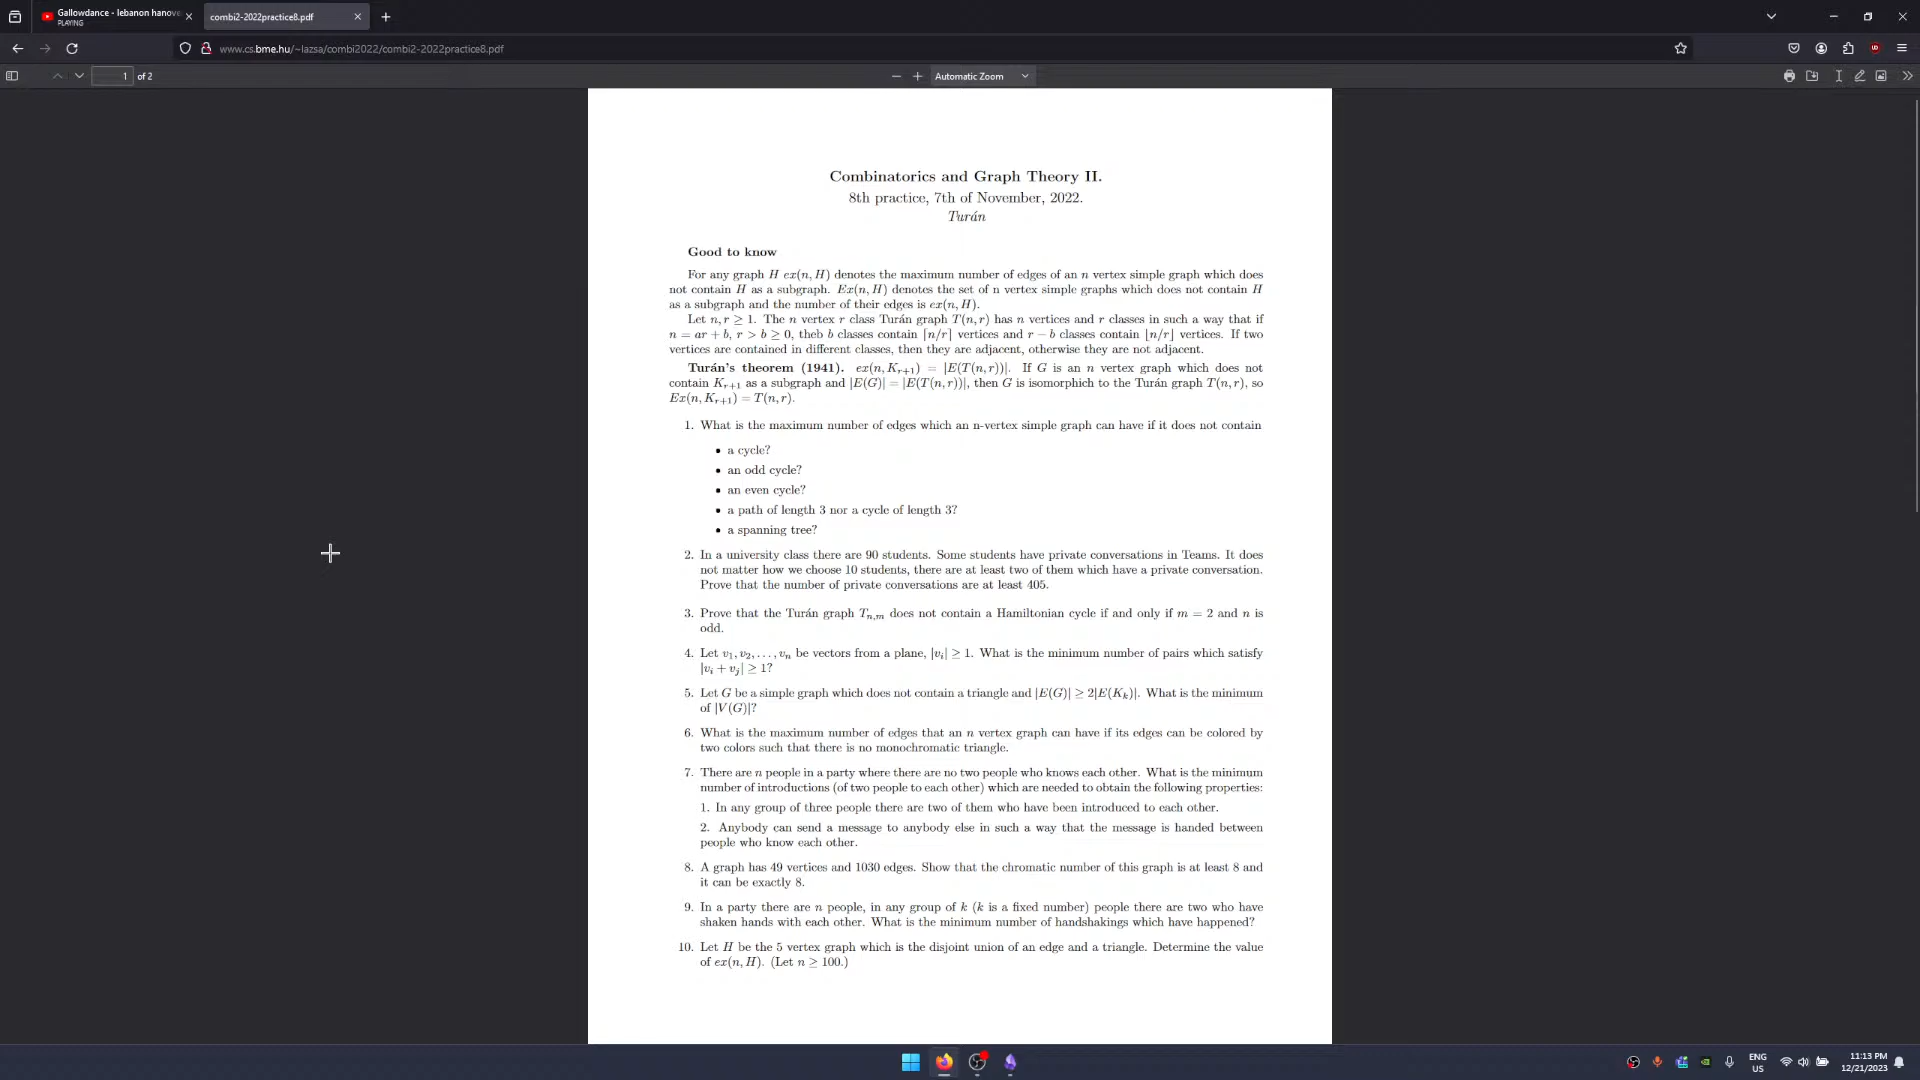 Gallowdance - lebanon hanove
PLAYING
combi2-2022practice8.pdf
www.cs.bme.hu/~lazsa/combi2022/combi2-2022practice8.pdf
1 of 2
Automatic Zoom
Combinatorics and Graph Theory II.
8th practice, 7th of November, 2022.
Turán
Good to know
For any graph H ex(n, H) denotes the maximum number of edges of an n vertex simple graph which does
not contain H as a subgraph. Ex(n, H) denotes the set of n vertex simple graphs which does not contain H
as a subgraph and the number of their edges is ex(n, H).
Let n, r ≥ 1. The n vertex r class Turán graph T(n, r) has n vertices and r classes in such a way that if
n = ar + b, r > b ≥ 0, theb b classes contain ⌈n/r⌉ vertices and r − b classes contain ⌊n/r⌋ vertices. If two
vertices are contained in different classes, then they are adjacent, otherwise they are not adjacent.
Turán's theorem (1941). ex(n, K_{r+1}) = |E(T(n, r))|. If G is an n vertex graph which does not
contain K_{r+1} as a subgraph and |E(G)| = |E(T(n, r))|, then G is isomorphich to the Turán graph T(n, r), so
Ex(n, K_{r+1}) = T(n, r).
1. What is the maximum number of edges which an n-vertex simple graph can have if it does not contain
• a cycle?
• an odd cycle?
• an even cycle?
• a path of length 3 nor a cycle of length 3?
• a spanning tree?
2. In a university class there are 90 students. Some students have private conversations in Teams. It does
not matter how we choose 10 students, there are at least two of them which have a private conversation.
Prove that the number of private conversations are at least 405.
3. Prove that the Turán graph T_{n,m} does not contain a Hamiltonian cycle if and only if m = 2 and n is
odd.
4. Let v₁, v₂, . . . , vₙ be vectors from a plane, |v_i| ≥ 1. What is the minimum number of pairs which satisfy
|v_i + v_j| ≥ 1?
5. Let G be a simple graph which does not contain a triangle and |E(G)| ≥ 2|E(K_k)|. What is the minimum
of |V(G)|?
6. What is the maximum number of edges that an n vertex graph can have if its edges can be colored by
two colors such that there is no monochromatic triangle.
7. There are n people in a party where there are no two people who knows each other. What is the minimum
number of introductions (of two people to each other) which are needed to obtain the following properties:
1. In any group of three people there are two of them who have been introduced to each other.
2. Anybody can send a message to anybody else in such a way that the message is handed between
people who know each other.
8. A graph has 49 vertices and 1030 edges. Show that the chromatic number of this graph is at least 8 and
it can be exactly 8.
9. In a party there are n people, in any group of k (k is a fixed number) people there are two who have
shaken hands with each other. What is the minimum number of handshakings which have happened?
10. Let H be the 5 vertex graph which is the disjoint union of an edge and a triangle. Determine the value
of ex(n, H). (Let n ≥ 100.)
ENG
US
11:13 PM
12/21/2023